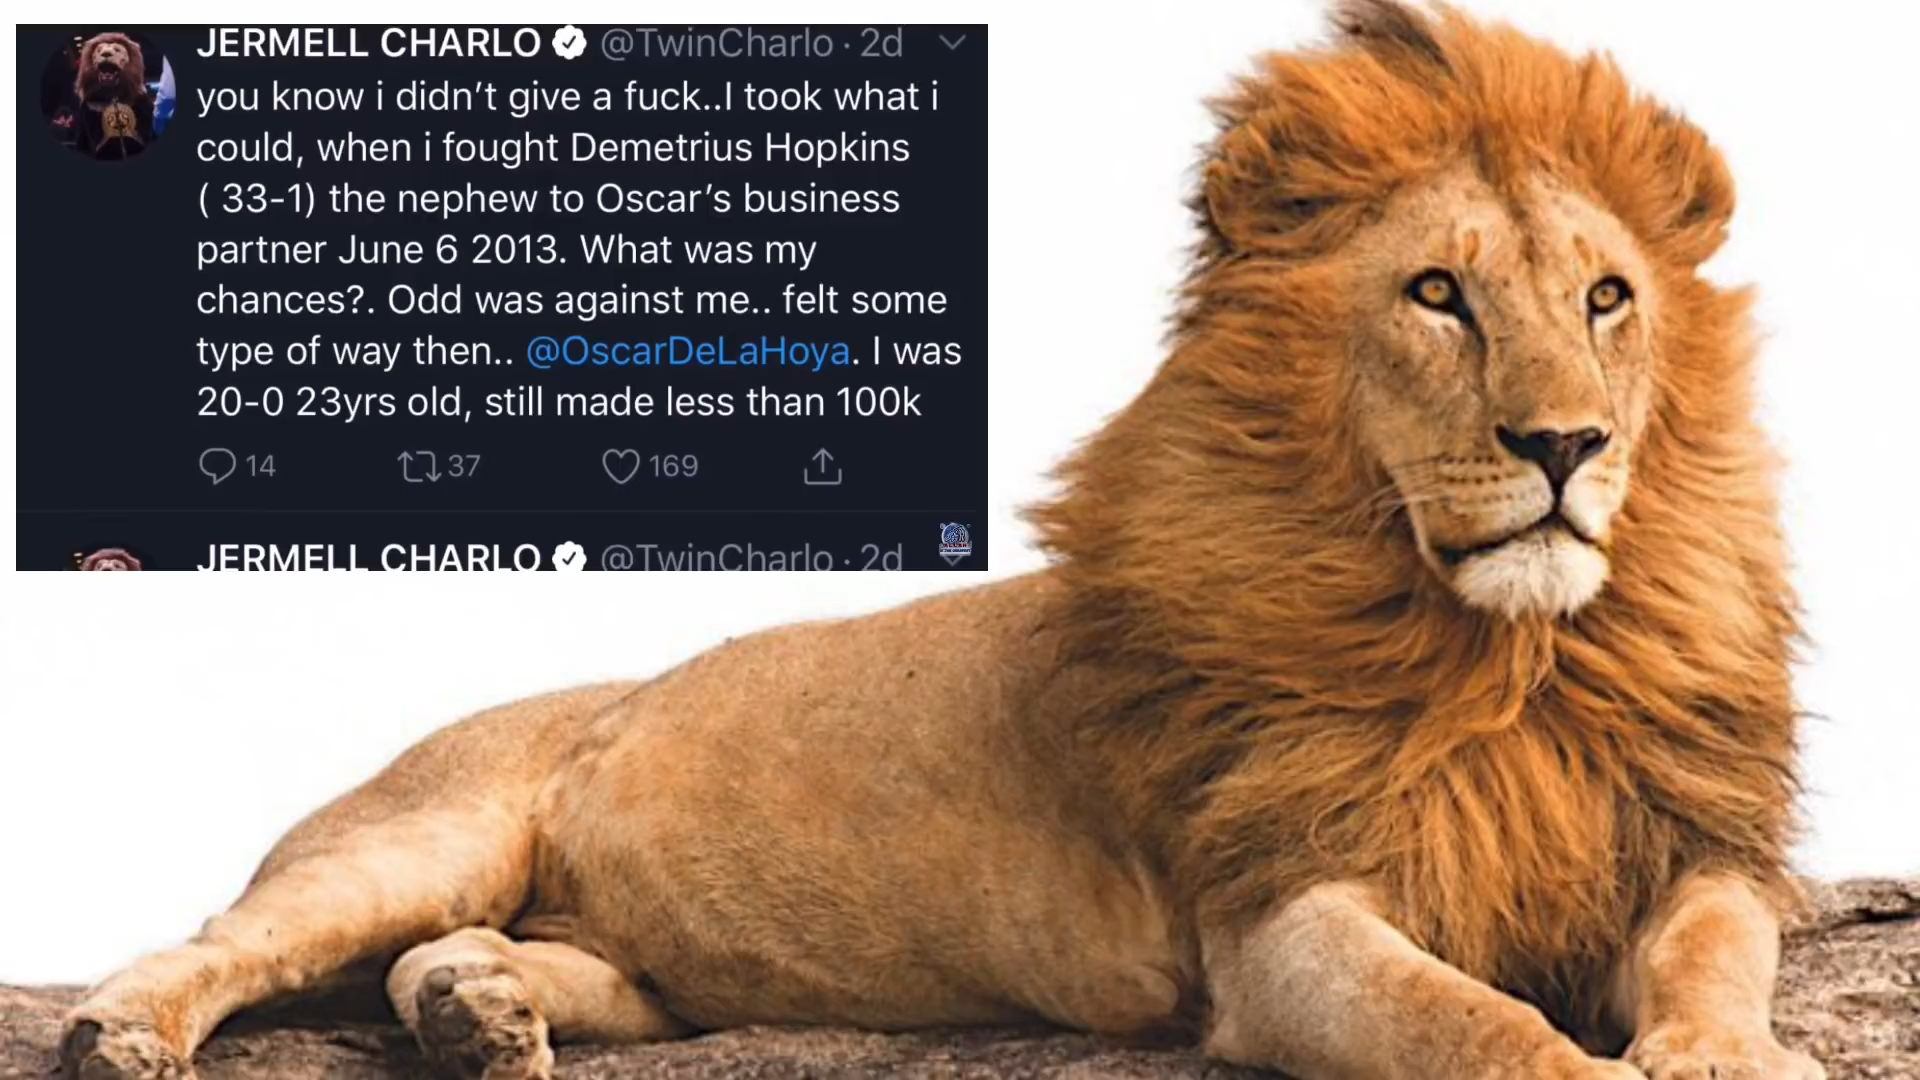 JERMELL CHARLO @TwinCharlo · 2d
you know i didn't give a fuck..I took what i
could, when i fought Demetrius Hopkins
( 33-1) the nephew to Oscar's business
partner June 6 2013. What was my
chances?. Odd was against me.. felt some
type of way then.. @OscarDeLaHoya. I was
20-0 23yrs old, still made less than 100k
14 37 169
JERMELL CHARLO @TwinCharlo · 2d